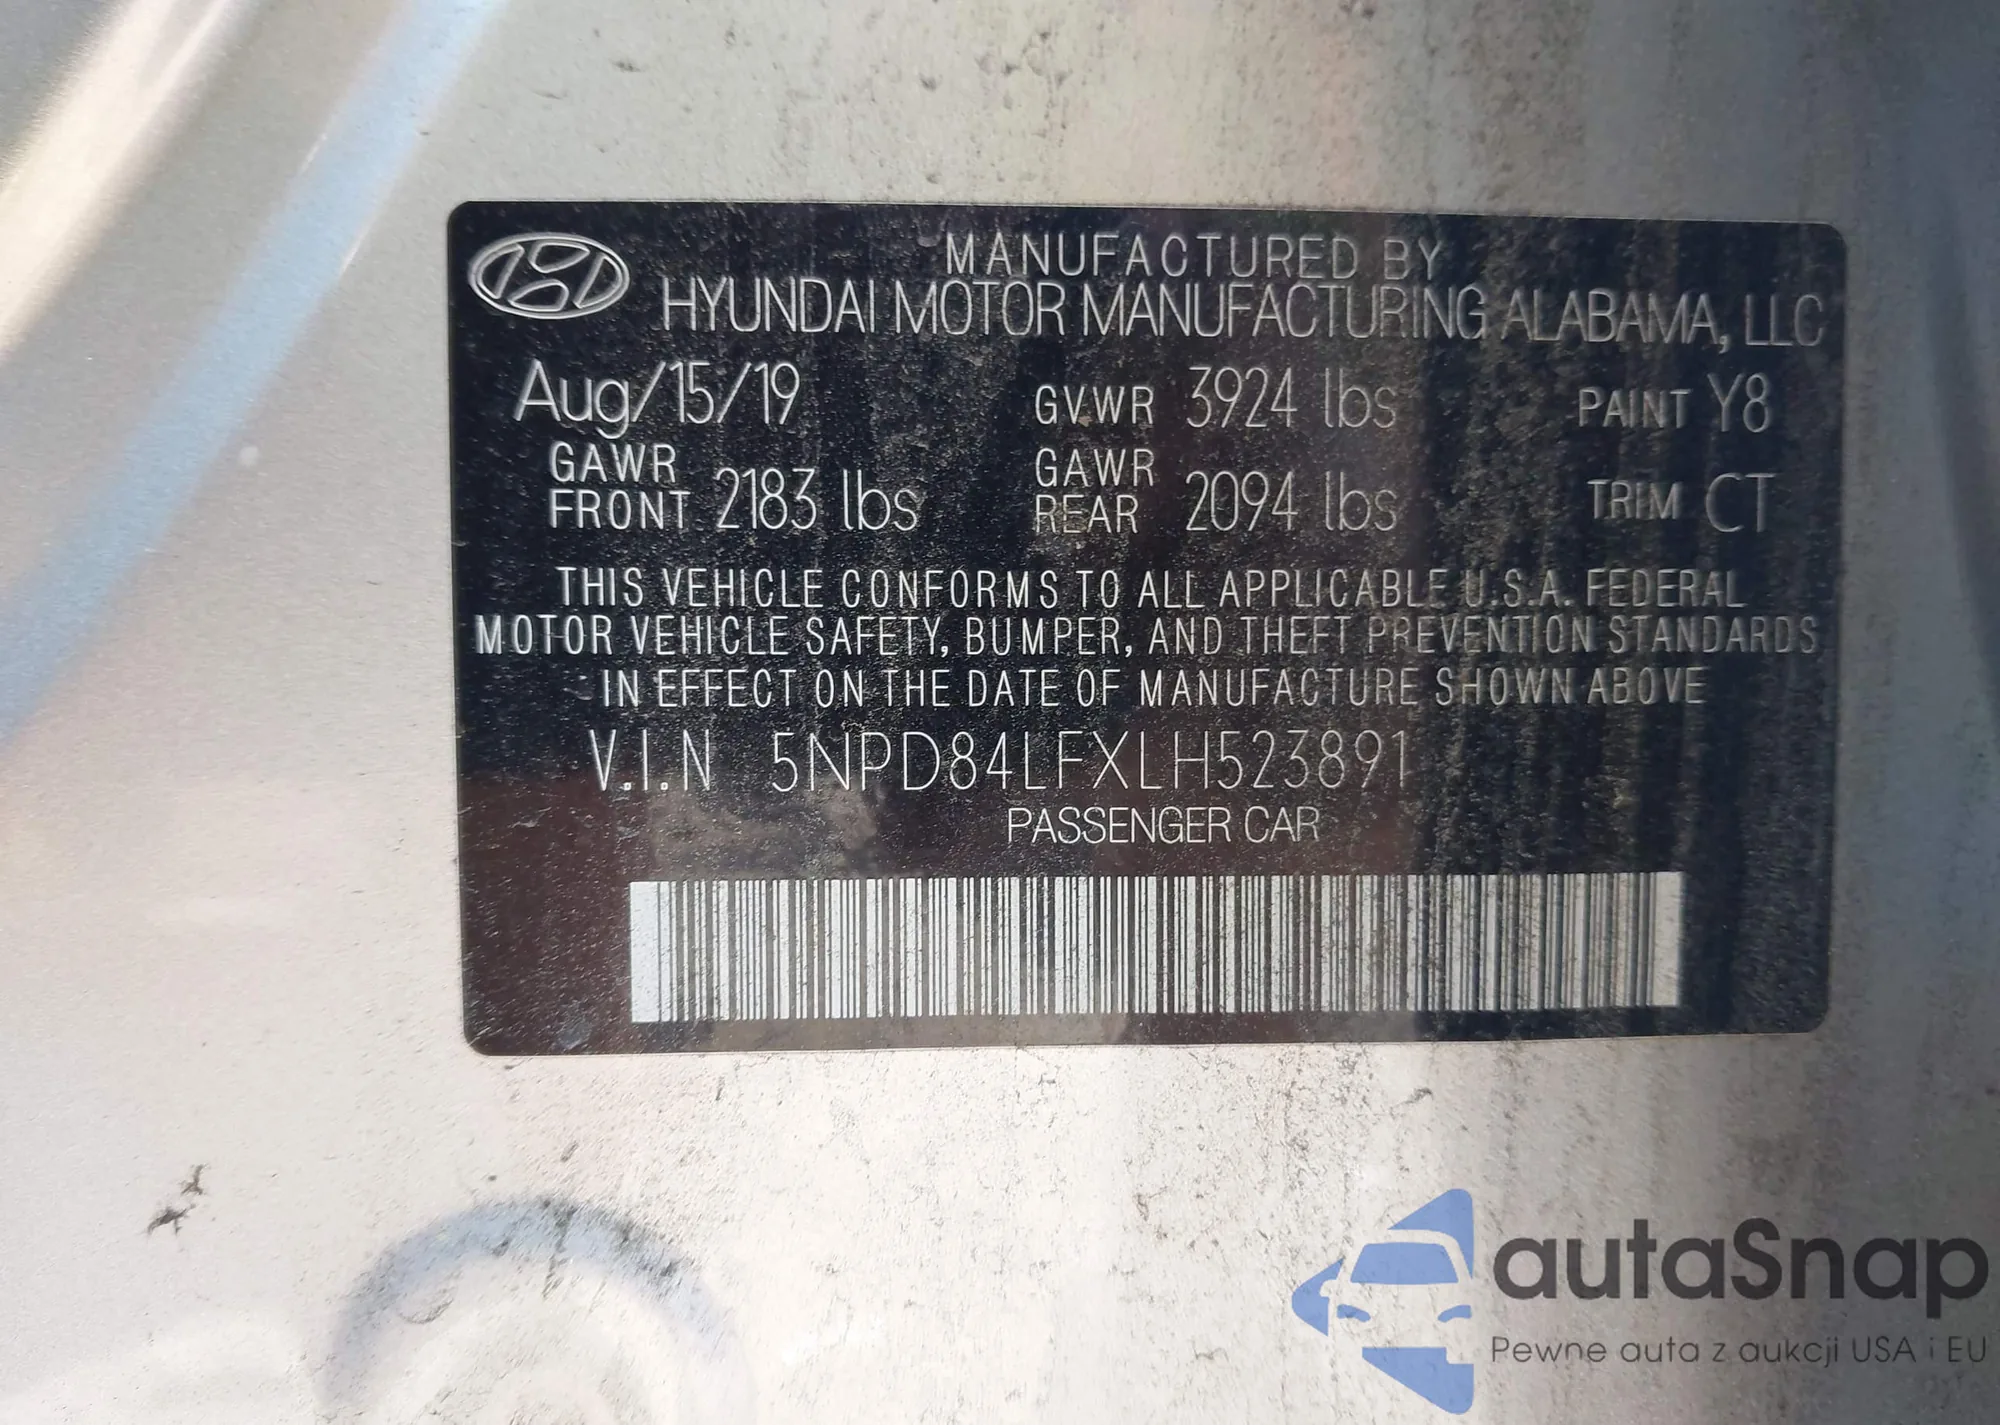 MANUFACTURED BY
HYUNDAI MOTOR MANUFACTURING ALABAMA, LLC
Aug/15/19 GVWR 3924 lbs PAINT Y8
GAWR FRONT 2183 lbs GAWR REAR 2094 lbs TRIM CT
THIS VEHICLE CONFORMS TO ALL APPLICABLE U.S.A. FEDERAL
MOTOR VEHICLE SAFETY, BUMPER, AND THEFT PREVENTION STANDARDS
IN EFFECT ON THE DATE OF MANUFACTURE SHOWN ABOVE
V.I.N 5NPD84LFXLH523891
PASSENGER CAR
autaSnap
Pewne auta z aukcji USA i EU